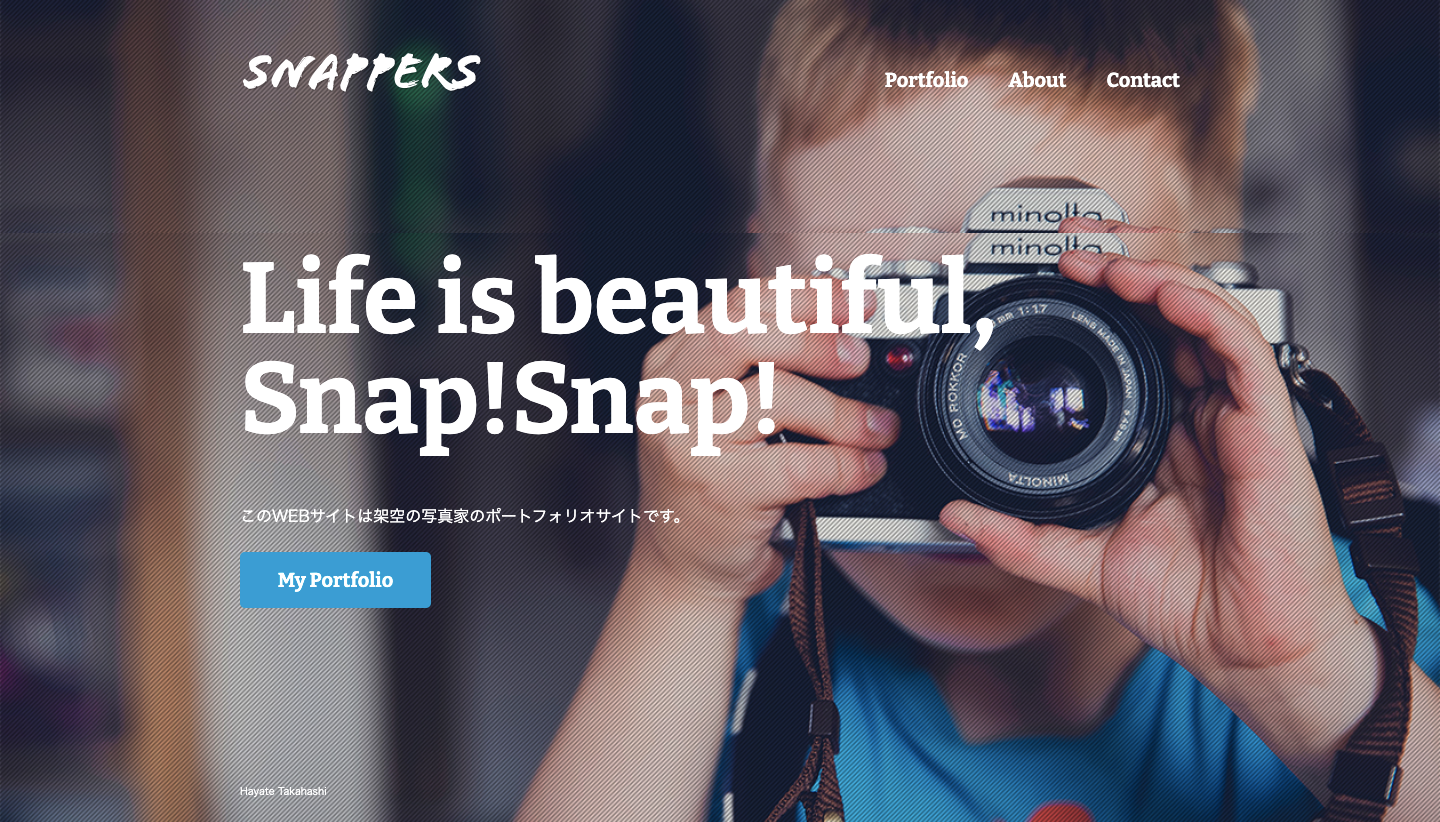 SNAPPERS
Portfolio About Contact
minolta
minolta
Life is beautiful,
Snap!Snap!
mm 1:1.7
LENS MADE IN JAPAN
MD ROKKOR
MINOLTA
このWEBサイトは架空の写真家のポートフォリオサイトです。
My Portfolio
Hayate Takahashi